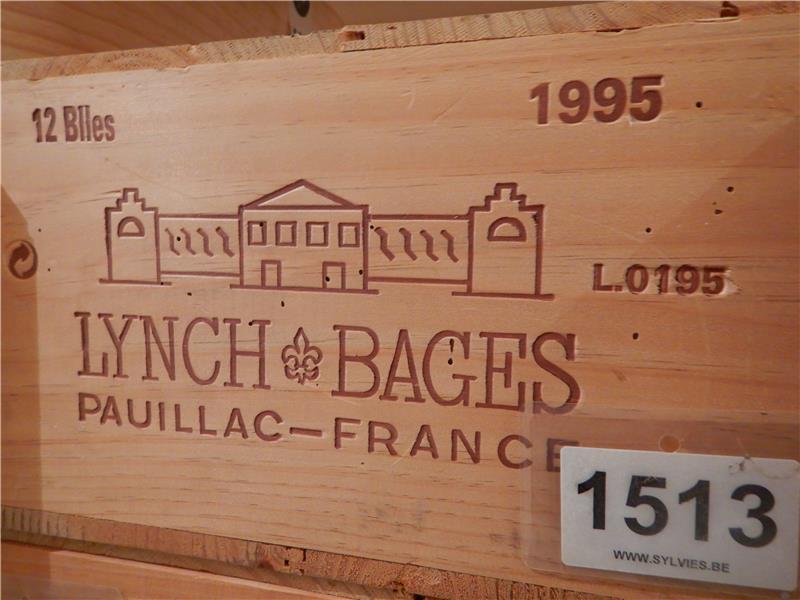 12 Blles
1995
L.0195
LYNCH BAGES
PAUILLAC-FRANCE
1513
WWW.SYLVIES.BE